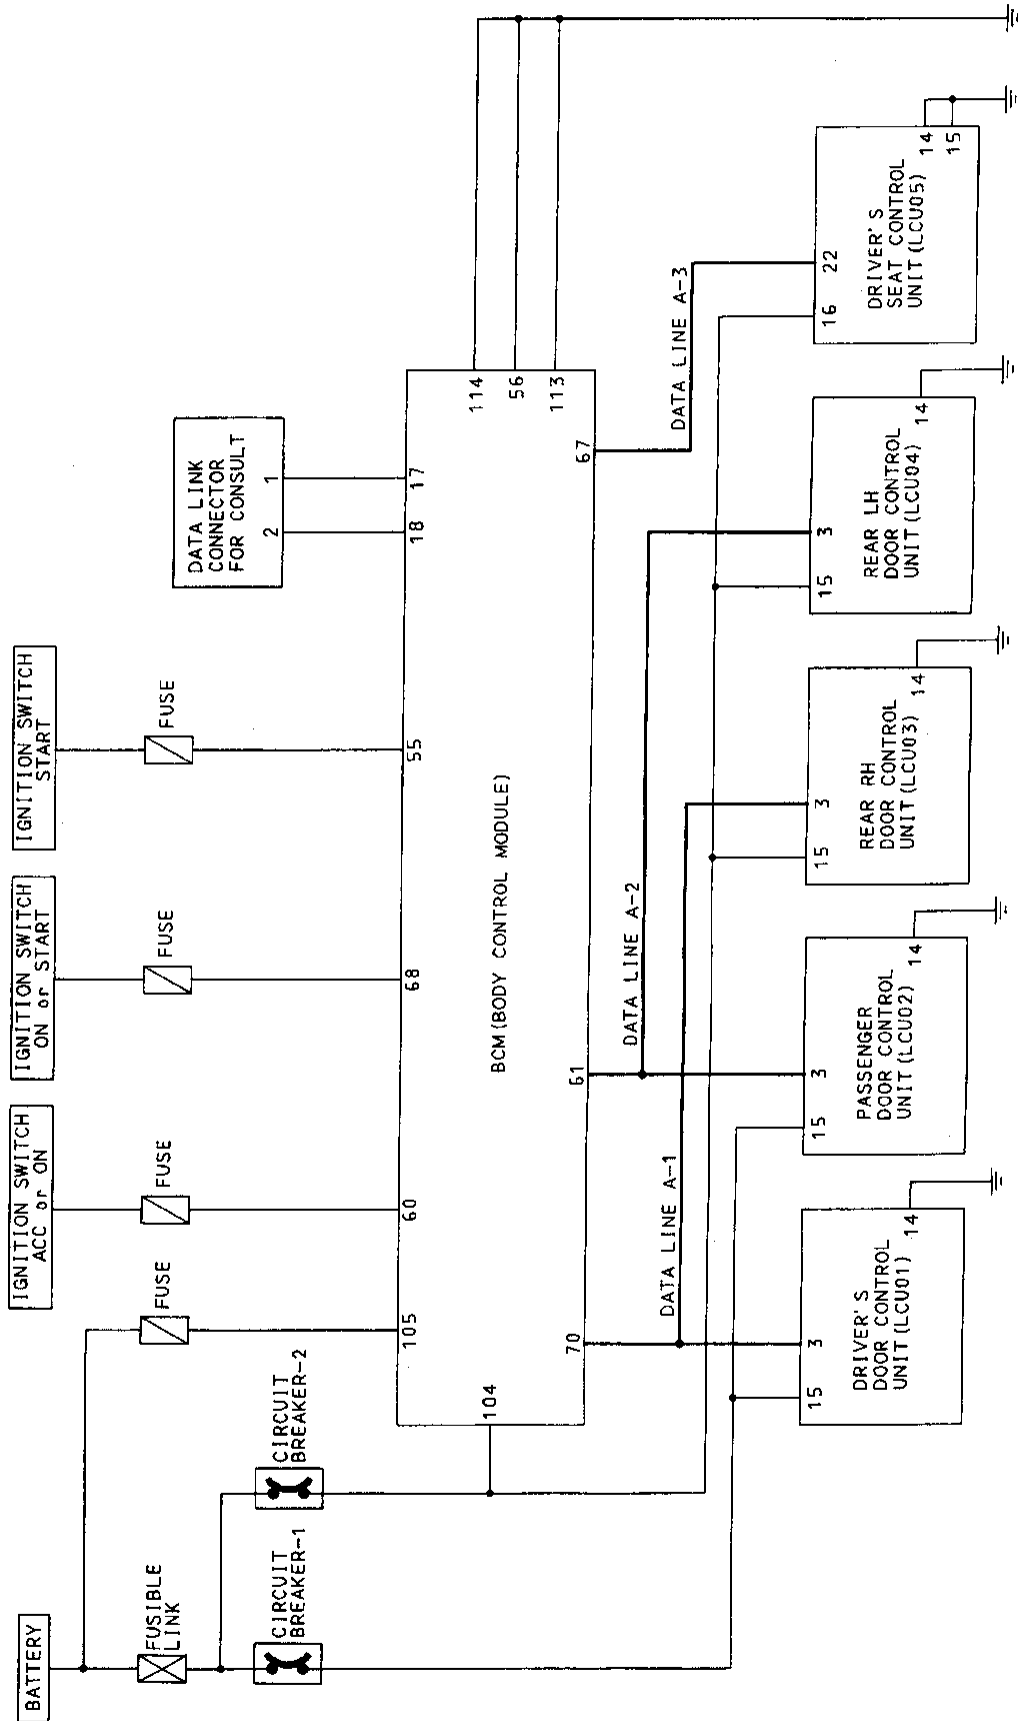 BATTERY
IGNITION SWITCH
ACC or ON
IGNITION SWITCH
ON or START
IGNITION SWITCH
START
FUSIBLE
LINK
FUSE
FUSE
FUSE
FUSE
DATA LINK
CONNECTOR
FOR CONSULT
2
1
CIRCUIT
BREAKER-1
CIRCUIT
BREAKER-2
105
60
68
55
18
17
104
BCM(BODY CONTROL MODULE)
114
56
113
70
61
67
DATA LINE A-1
DATA LINE A-2
DATA LINE A-3
15
3
DRIVER'S
DOOR CONTROL
UNIT(LCU01)
14
15
3
PASSENGER
DOOR CONTROL
UNIT(LCU02)
14
15
3
REAR RH
DOOR CONTROL
UNIT(LCU03)
14
15
3
REAR LH
DOOR CONTROL
UNIT(LCU04)
14
16
22
DRIVER'S
SEAT CONTROL
UNIT(LCU05)
14
15